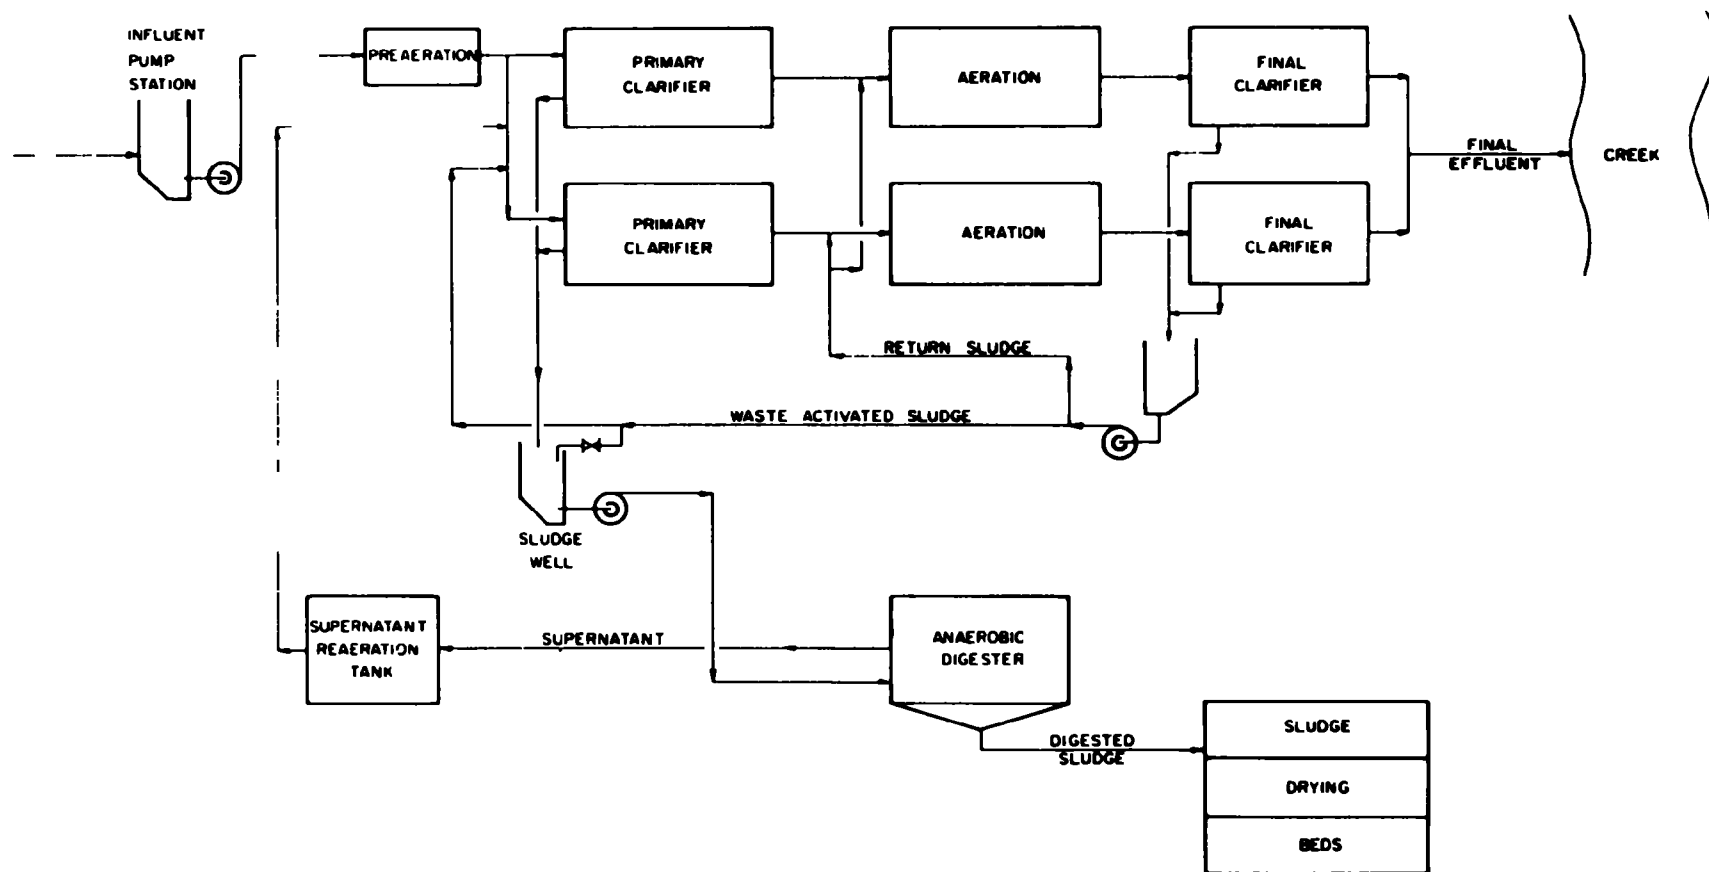 INFLUENT
PUMP
STATION
PREAERATION
PRIMARY
CLARIFIER
AERATION
FINAL
CLARIFIER
FINAL
EFFLUENT
CREEK
PRIMARY
CLARIFIER
AERATION
FINAL
CLARIFIER
RETURN SLUDGE
WASTE ACTIVATED SLUDGE
SLUDGE
WELL
SUPERNATANT
REAERATION
TANK
SUPERNATANT
ANAEROBIC
DIGESTER
DIGESTED
SLUDGE
SLUDGE
DRYING
BEDS